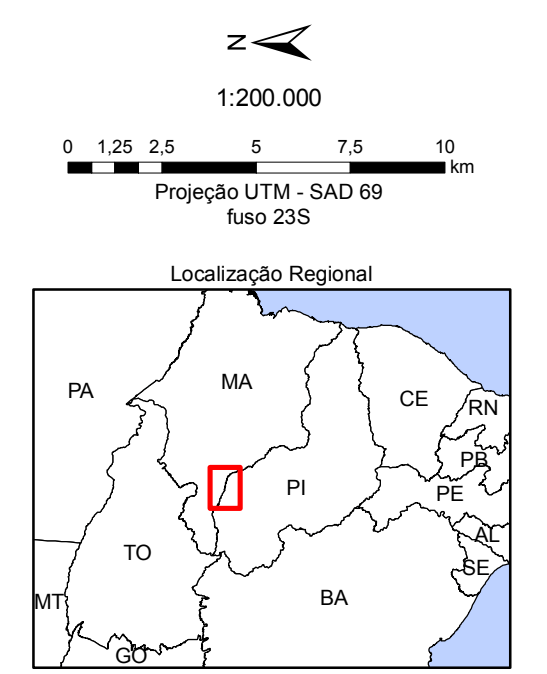 N
1:200.000
0 1,25 2,5 5 7,5 10
km
Projeção UTM - SAD 69
fuso 23S
Localização Regional
PA
MA
CE
RN
PB
PE
PI
AL
SE
TO
BA
MT
GO